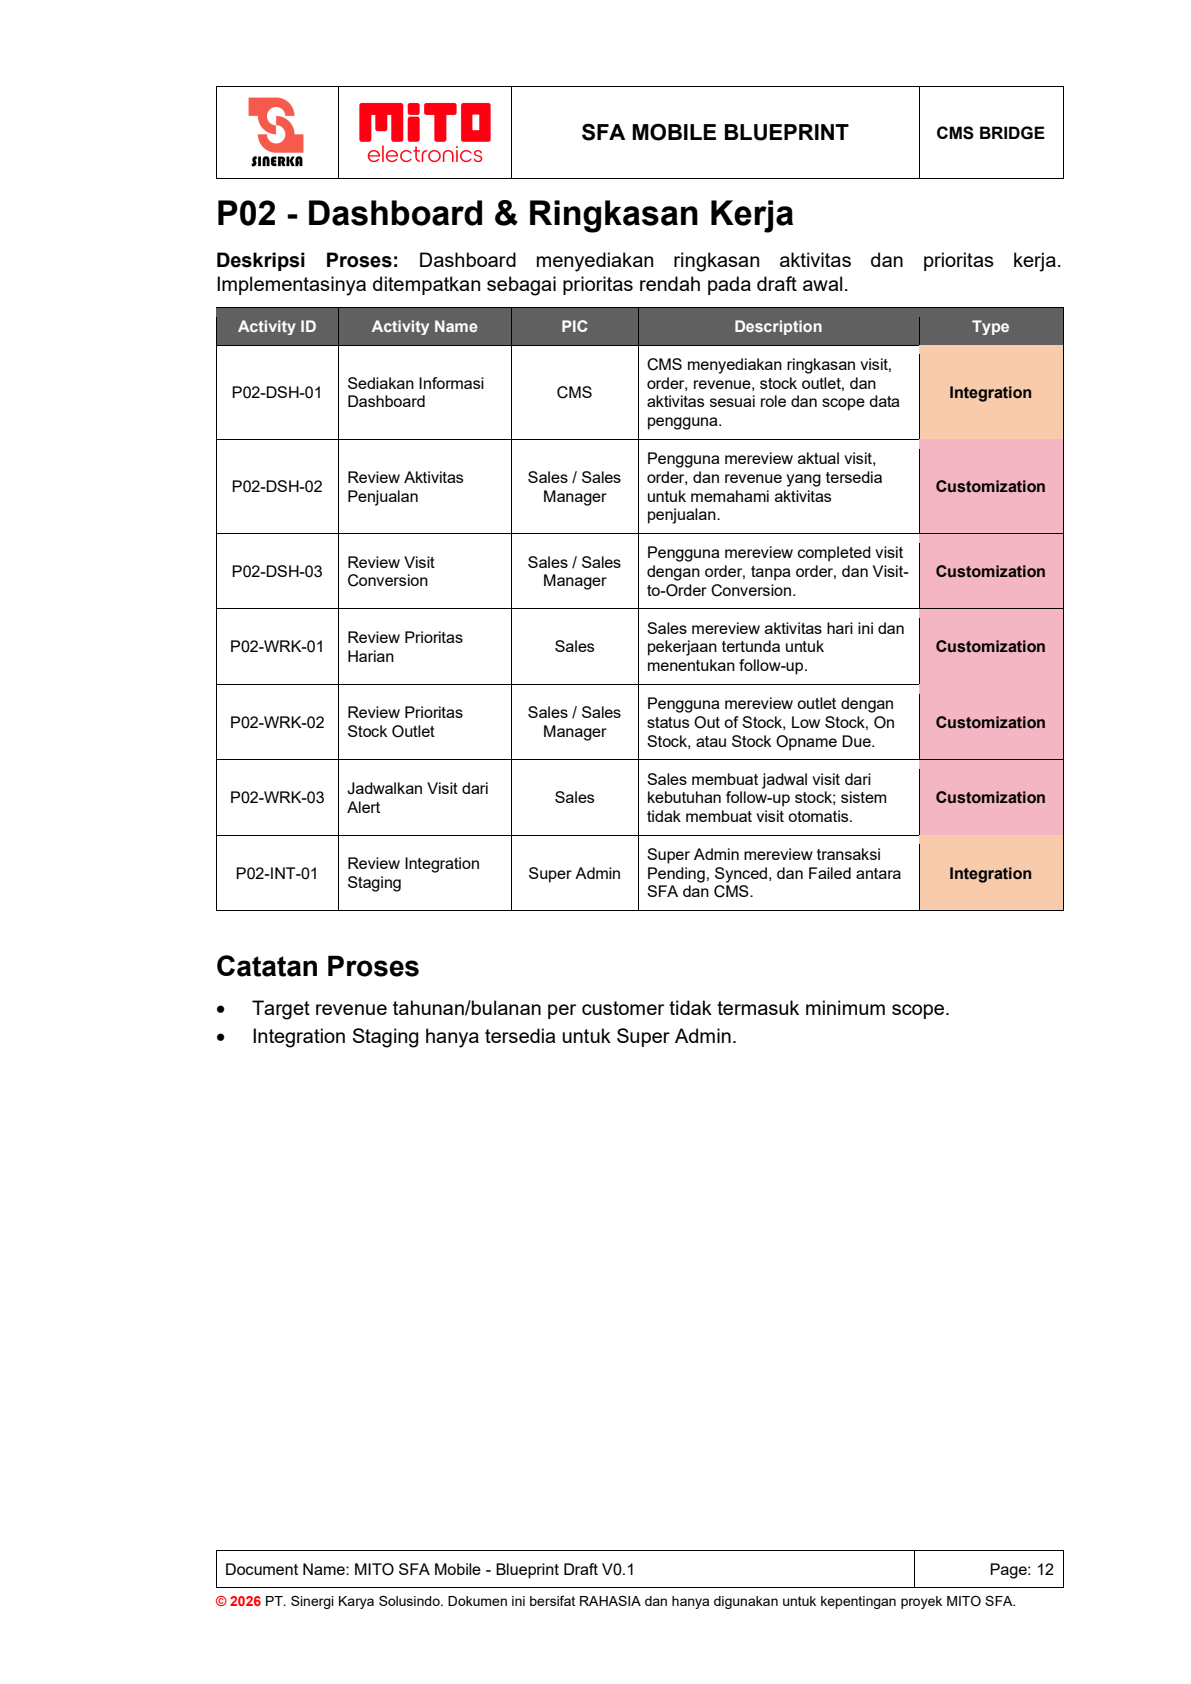 SINERKA
MiTO
electronics
SFA MOBILE BLUEPRINT
CMS BRIDGE
P02 - Dashboard & Ringkasan Kerja
Deskripsi Proses: Dashboard menyediakan ringkasan aktivitas dan prioritas kerja.
Implementasinya ditempatkan sebagai prioritas rendah pada draft awal.
Activity ID Activity Name PIC Description Type
P02-DSH-01
Sediakan Informasi
Dashboard
CMS
CMS menyediakan ringkasan visit,
order, revenue, stock outlet, dan
aktivitas sesuai role dan scope data
pengguna.
Integration
P02-DSH-02
Review Aktivitas
Penjualan
Sales / Sales
Manager
Pengguna mereview aktual visit,
order, dan revenue yang tersedia
untuk memahami aktivitas
penjualan.
Customization
P02-DSH-03
Review Visit
Conversion
Sales / Sales
Manager
Pengguna mereview completed visit
dengan order, tanpa order, dan Visit-
to-Order Conversion.
Customization
P02-WRK-01
Review Prioritas
Harian
Sales
Sales mereview aktivitas hari ini dan
pekerjaan tertunda untuk
menentukan follow-up.
Customization
P02-WRK-02
Review Prioritas
Stock Outlet
Sales / Sales
Manager
Pengguna mereview outlet dengan
status Out of Stock, Low Stock, On
Stock, atau Stock Opname Due.
Customization
P02-WRK-03
Jadwalkan Visit dari
Alert
Sales
Sales membuat jadwal visit dari
kebutuhan follow-up stock; sistem
tidak membuat visit otomatis.
Customization
P02-INT-01
Review Integration
Staging
Super Admin
Super Admin mereview transaksi
Pending, Synced, dan Failed antara
SFA dan CMS.
Integration
Catatan Proses
• Target revenue tahunan/bulanan per customer tidak termasuk minimum scope.
• Integration Staging hanya tersedia untuk Super Admin.
Document Name: MITO SFA Mobile - Blueprint Draft V0.1
Page: 12
© 2026 PT. Sinergi Karya Solusindo. Dokumen ini bersifat RAHASIA dan hanya digunakan untuk kepentingan proyek MITO SFA.